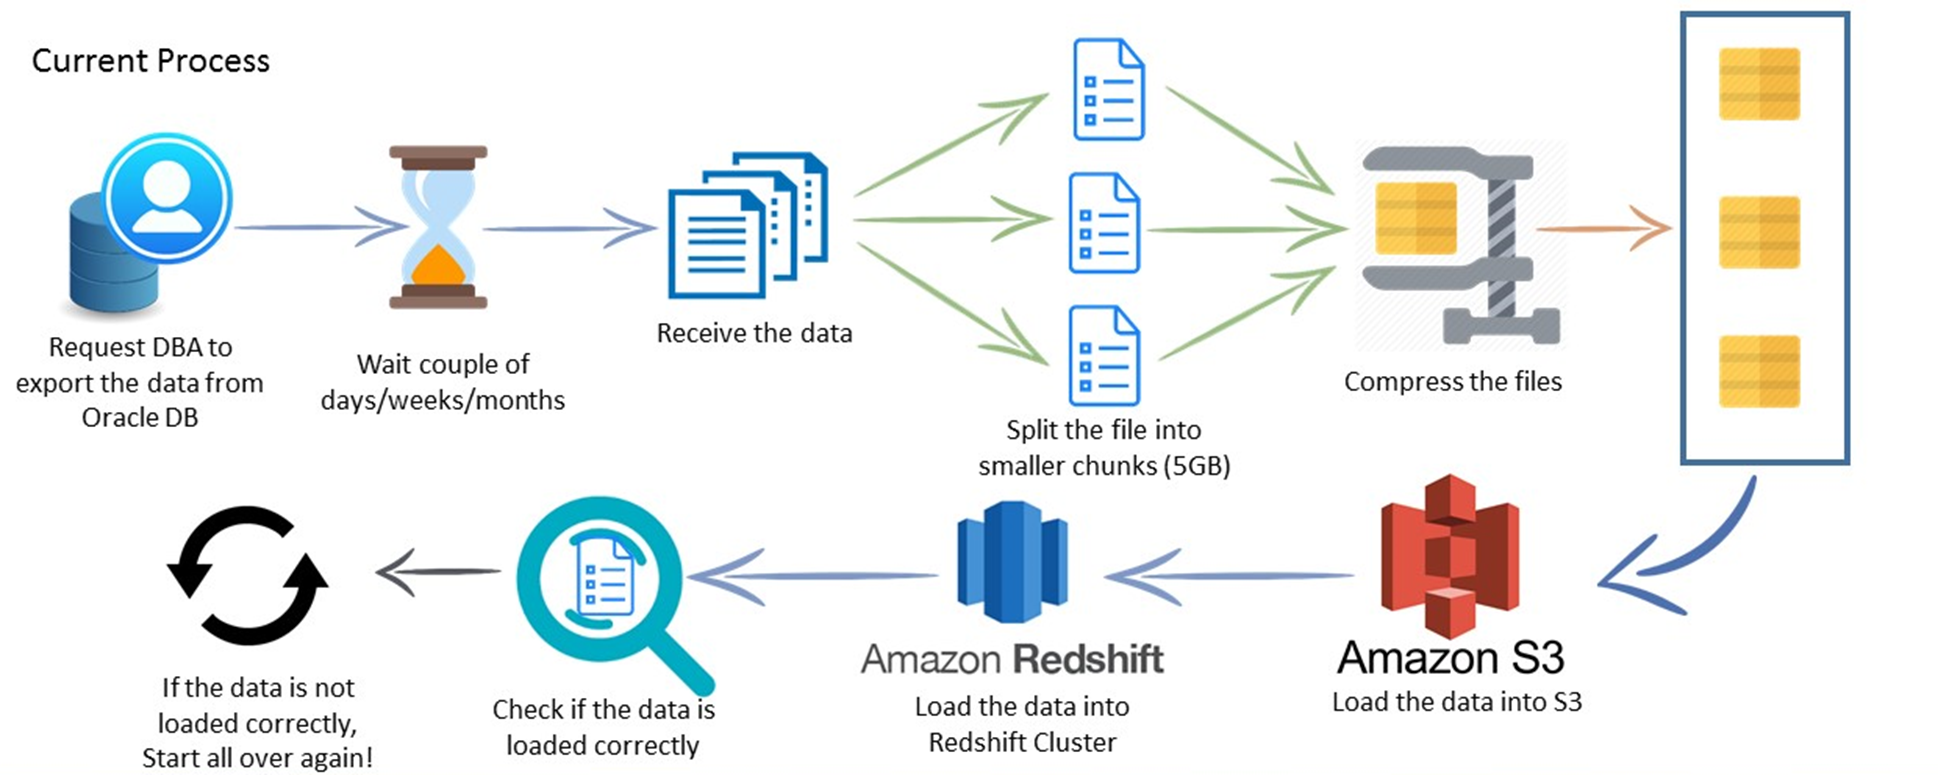 Current Process
Request DBA to
export the data from
Oracle DB
Wait couple of
days/weeks/months
Receive the data
Split the file into
smaller chunks (5GB)
Compress the files
Amazon S3
Load the data into S3
Amazon Redshift
Load the data into
Redshift Cluster
Check if the data is
loaded correctly
If the data is not
loaded correctly,
Start all over again!